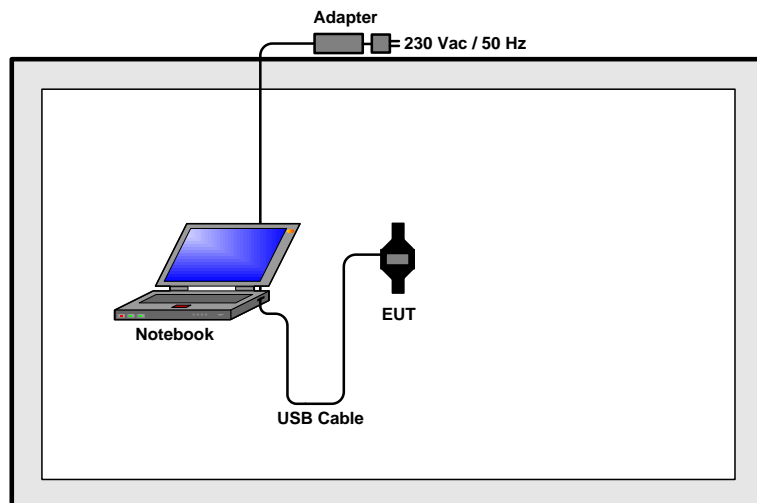 Adapter
230 Vac / 50 Hz
Notebook
EUT
USB Cable